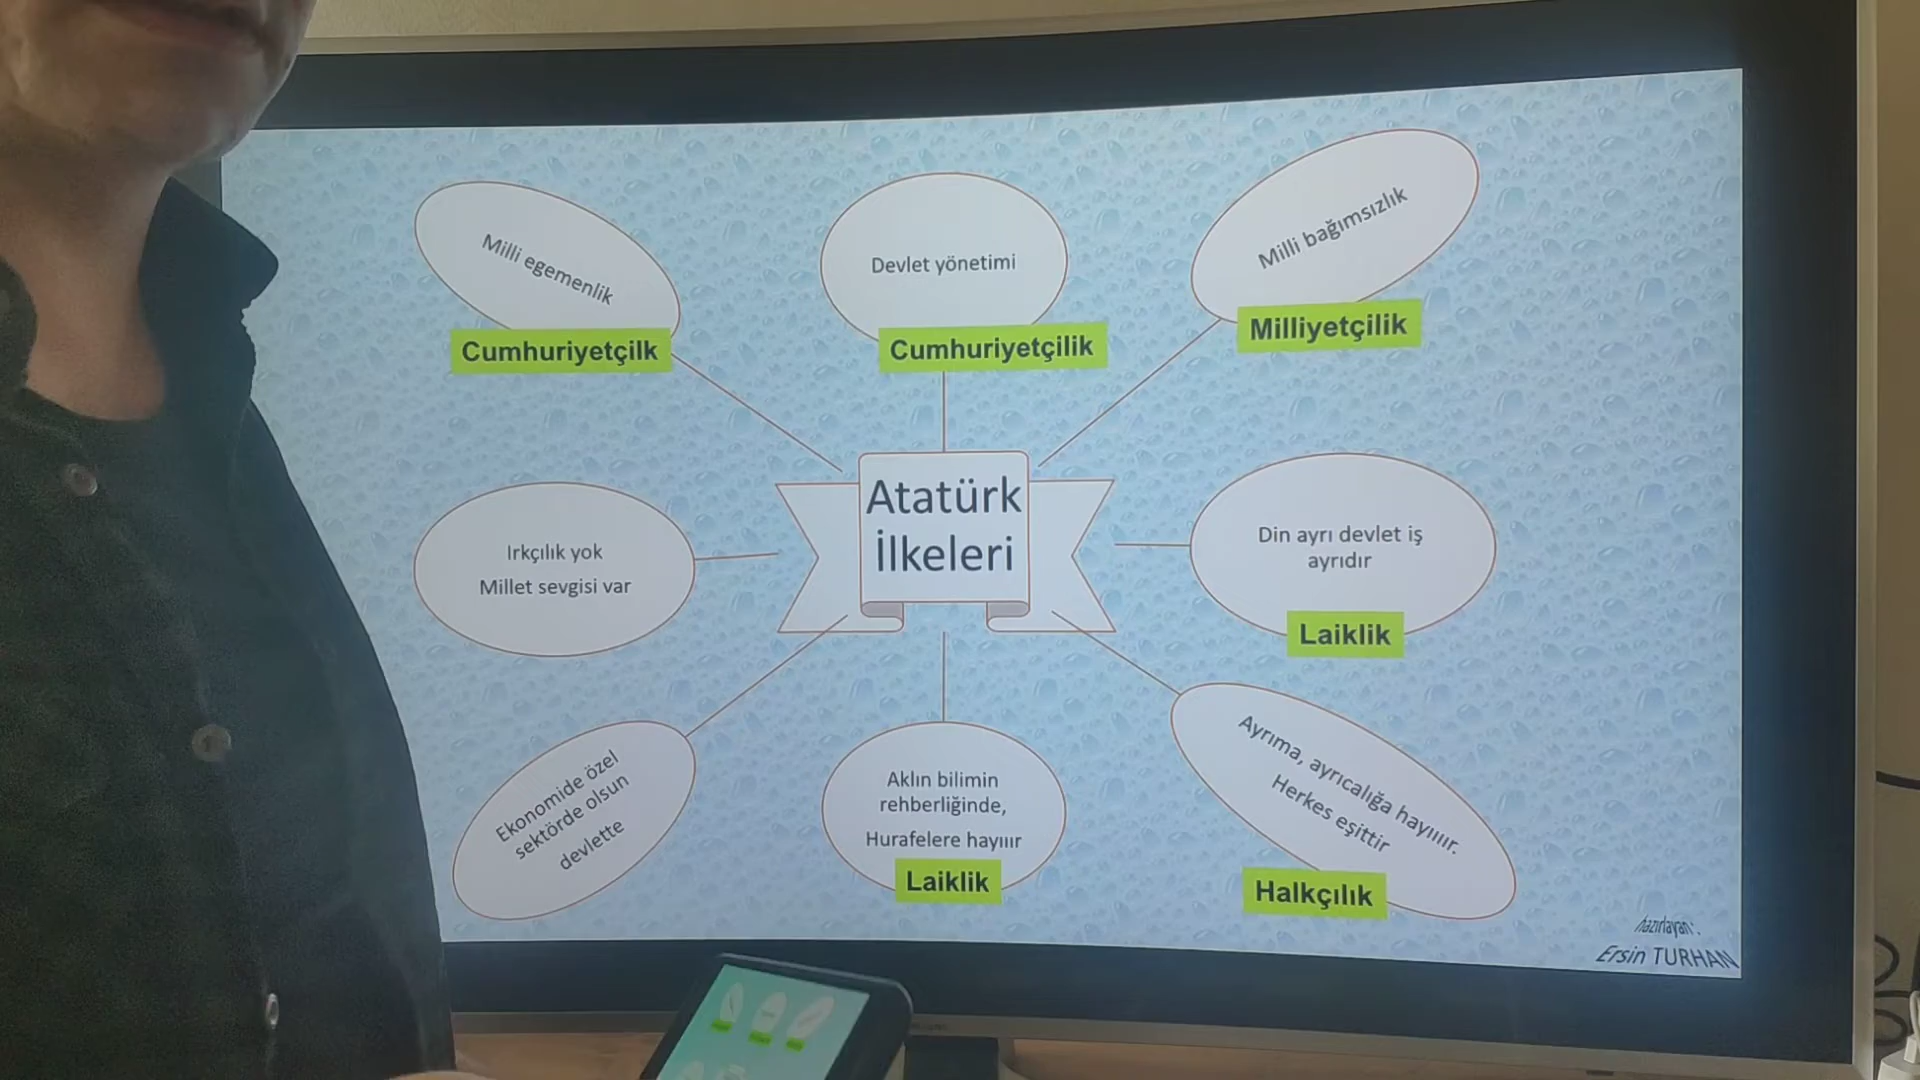 Milli egemenlik
Cumhuriyetçilk
Devlet yönetimi
Cumhuriyetçilik
Milli bağımsızlık
Milliyetçilik
Atatürk
İlkeleri
Irkçılık yok
Millet sevgisi var
Din ayrı devlet iş
ayrıdır
Laiklik
Ekonomide özel
sektörde olsun
devlette
Aklın bilimin
rehberliğinde,
Hurafelere hayııır
Laiklik
Ayrıma, ayrıcalığa hayıııır.
Herkes eşittir
Halkçılık
hazırlayan:
Ersin TURHAN